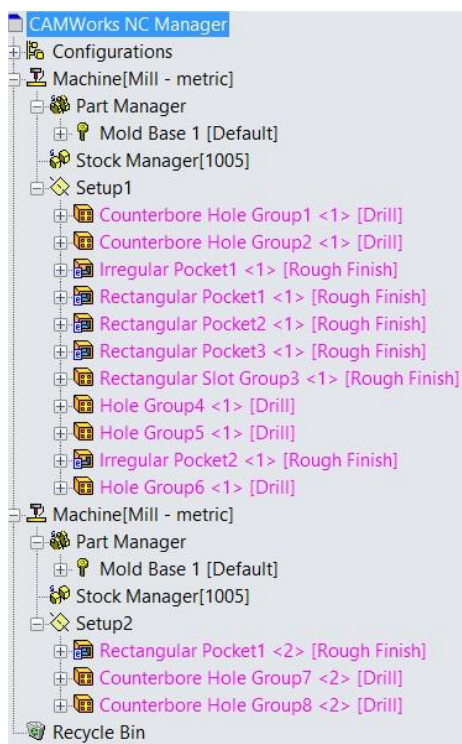 CAMWorks NC Manager
Configurations
Machine[Mill - metric]
Part Manager
Mold Base 1 [Default]
Stock Manager[1005]
Setup1
Counterbore Hole Group1 <1> [Drill]
Counterbore Hole Group2 <1> [Drill]
Irregular Pocket1 <1> [Rough Finish]
Rectangular Pocket1 <1> [Rough Finish]
Rectangular Pocket2 <1> [Rough Finish]
Rectangular Pocket3 <1> [Rough Finish]
Rectangular Slot Group3 <1> [Rough Finish]
Hole Group4 <1> [Drill]
Hole Group5 <1> [Drill]
Irregular Pocket2 <1> [Rough Finish]
Hole Group6 <1> [Drill]
Machine[Mill - metric]
Part Manager
Mold Base 1 [Default]
Stock Manager[1005]
Setup2
Rectangular Pocket1 <2> [Rough Finish]
Counterbore Hole Group7 <2> [Drill]
Counterbore Hole Group8 <2> [Drill]
Recycle Bin